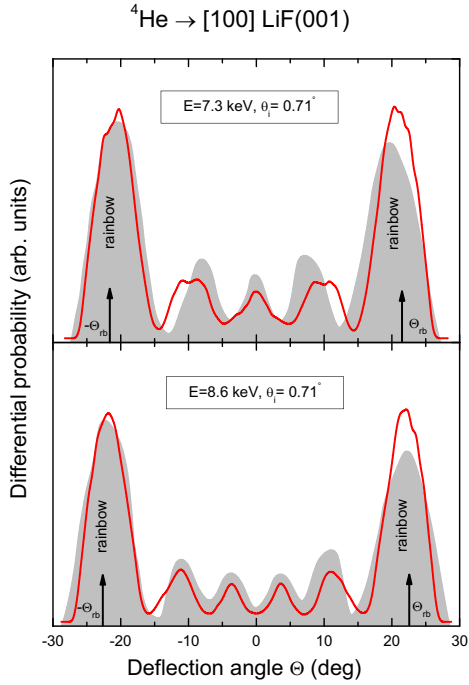 ⁴He → [100] LiF(001)
Differential probability (arb. units)
E=7.3 keV, θᵢ= 0.71°
rainbow
rainbow
-Θrb
Θrb
E=8.6 keV, θᵢ= 0.71°
rainbow
rainbow
-Θrb
Θrb
-30 -20 -10 0 10 20 30
Deflection angle Θ (deg)